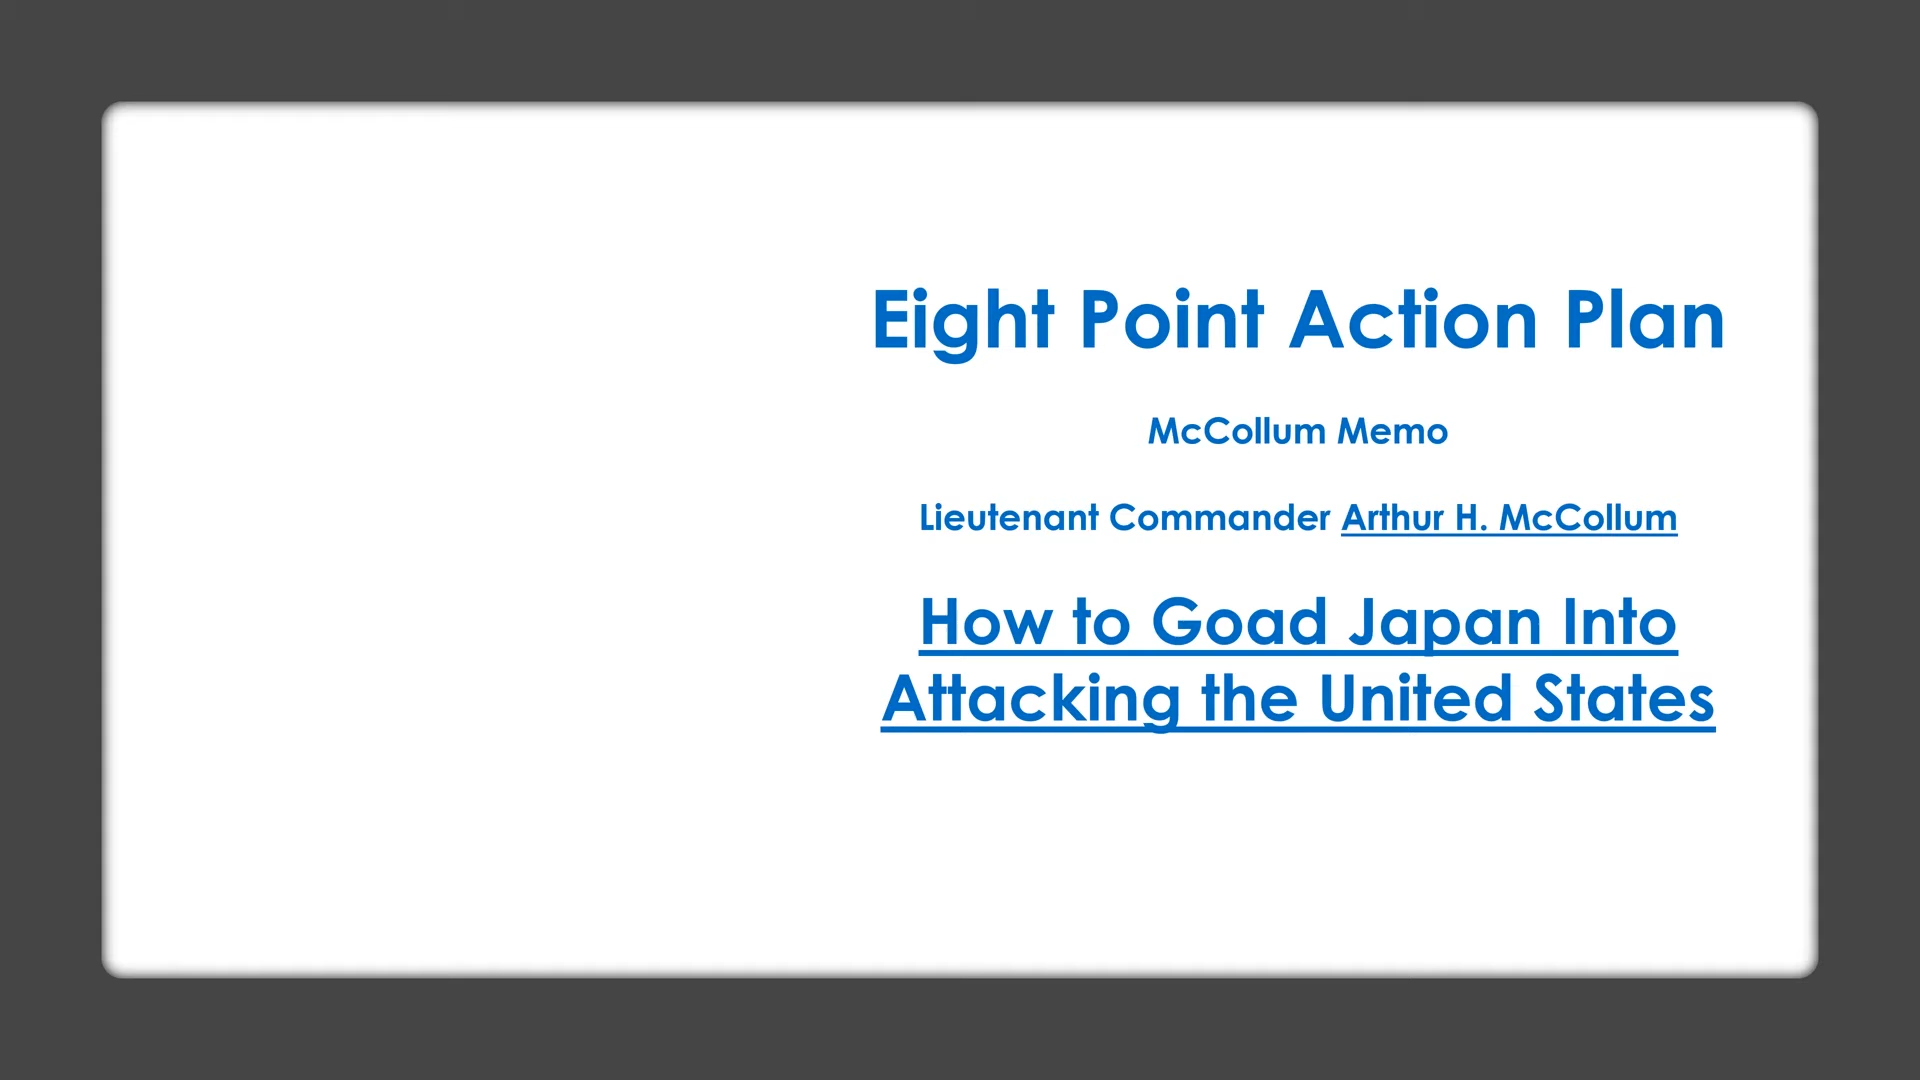 Eight Point Action Plan
McCollum Memo
Lieutenant Commander Arthur H. McCollum
How to Goad Japan Into
Attacking the United States